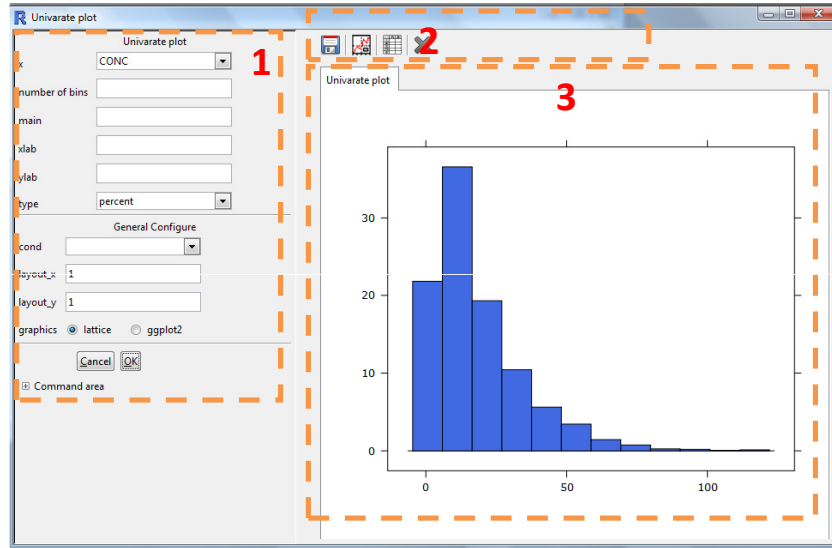 Univarate plot
Univarate plot
1
x CONC
number of bins
main
xlab
ylab
type percent
General Configure
cond
layout_x 1
layout_y 1
graphics lattice ggplot2
Cancel OK
Command area
2
Univarate plot
3
30
20
10
0
0 50 100